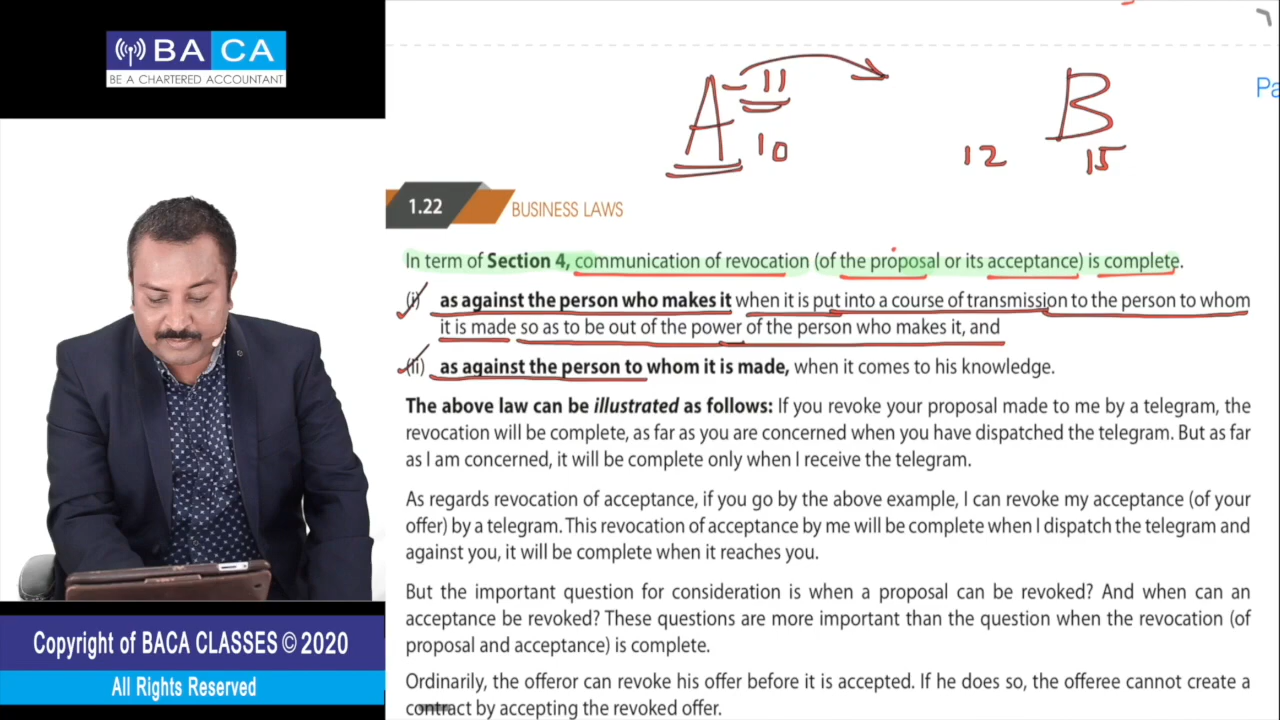 BA CA
BE A CHARTERED ACCOUNTANT
A 11
10
12
B
15
Pa
1.22
BUSINESS LAWS
In term of Section 4, communication of revocation (of the proposal or its acceptance) is complete.
(i) as against the person who makes it when it is put into a course of transmission to the person to whom
it is made so as to be out of the power of the person who makes it, and
(ii) as against the person to whom it is made, when it comes to his knowledge.
The above law can be illustrated as follows: If you revoke your proposal made to me by a telegram, the
revocation will be complete, as far as you are concerned when you have dispatched the telegram. But as far
as I am concerned, it will be complete only when I receive the telegram.
As regards revocation of acceptance, if you go by the above example, I can revoke my acceptance (of your
offer) by a telegram. This revocation of acceptance by me will be complete when I dispatch the telegram and
against you, it will be complete when it reaches you.
But the important question for consideration is when a proposal can be revoked? And when can an
acceptance be revoked? These questions are more important than the question when the revocation (of
proposal and acceptance) is complete.
Ordinarily, the offeror can revoke his offer before it is accepted. If he does so, the offeree cannot create a
contract by accepting the revoked offer.
Copyright of BACA CLASSES © 2020
All Rights Reserved